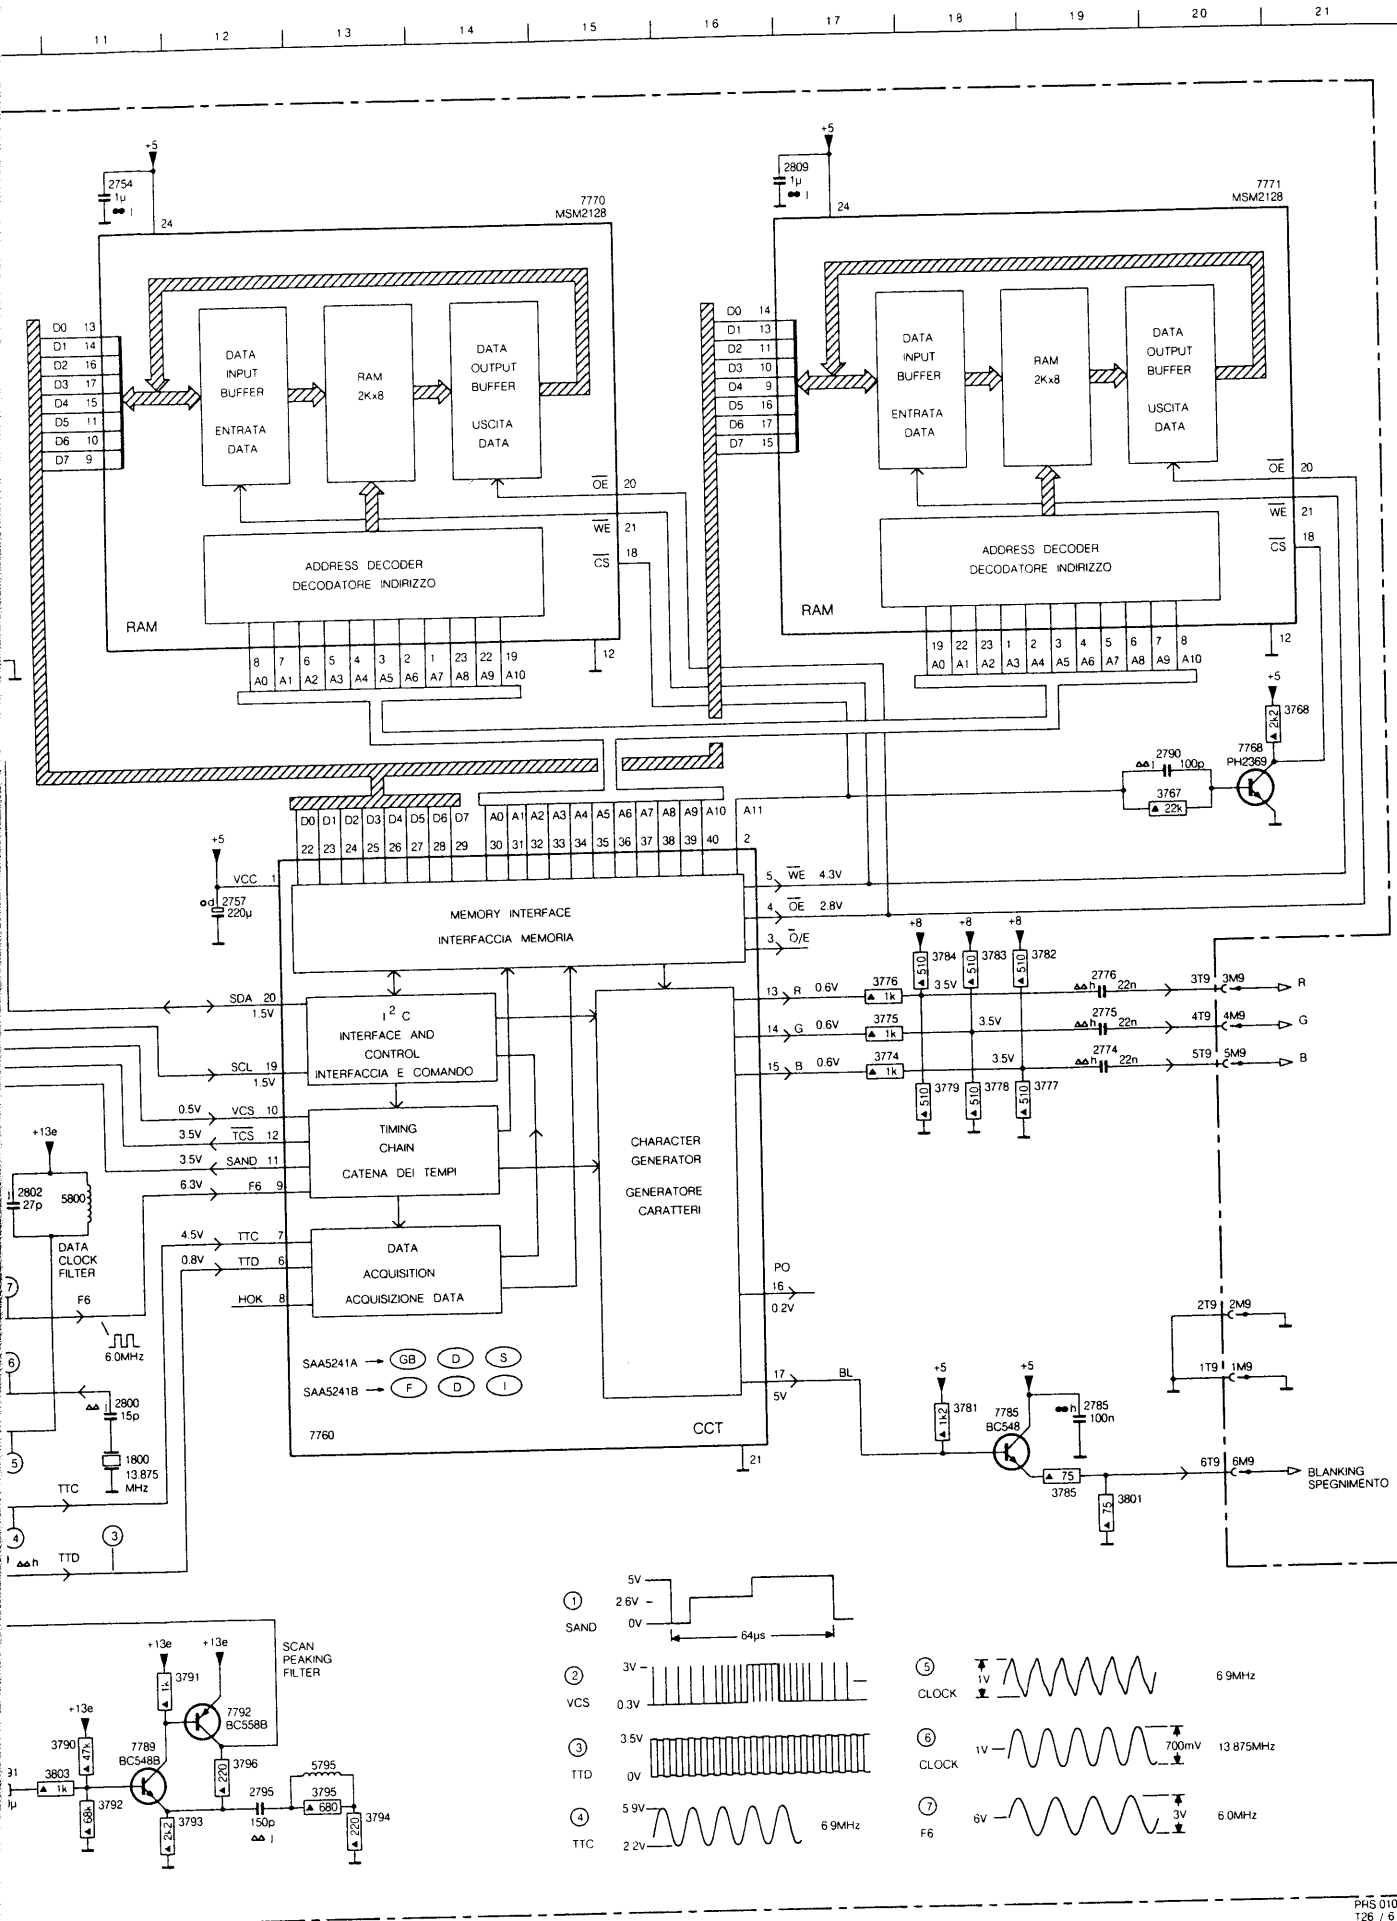 11 12 13 14 15 16 17 18 19 20 21
+5
2754
1µ
24
7770
MSM2128
D0 13
D1 14
D2 16
D3 17
D4 15
D5 11
D6 10
D7 9
DATA
INPUT
BUFFER
ENTRATA
DATA
RAM
2Kx8
DATA
OUTPUT
BUFFER
USCITA
DATA
OE 20
WE 21
CS 18
ADDRESS DECODER
DECODATORE INDIRIZZO
RAM
12
8 7 6 5 4 3 2 1 23 22 19
A0 A1 A2 A3 A4 A5 A6 A7 A8 A9 A10
+5
2809
1µ
24
7771
MSM2128
D0 14
D1 13
D2 11
D3 10
D4 9
D5 16
D6 17
D7 15
DATA
INPUT
BUFFER
ENTRATA
DATA
RAM
2Kx8
DATA
OUTPUT
BUFFER
USCITA
DATA
OE 20
WE 21
CS 18
ADDRESS DECODER
DECODATORE INDIRIZZO
RAM
12
19 22 23 1 2 3 4 5 6 7 8
A0 A1 A2 A3 A4 A5 A6 A7 A8 A9 A10
+5
2k2 3768
2790
100p
7768
PH2369
3767
22k
D0 D1 D2 D3 D4 D5 D6 D7 A0 A1 A2 A3 A4 A5 A6 A7 A8 A9 A10 A11
22 23 24 25 26 27 28 29 30 31 32 33 34 35 36 37 38 39 40 2
+5
VCC 1
od 2757
220µ
MEMORY INTERFACE
INTERFACCIA MEMORIA
5 WE 4.3V
4 OE 2.8V
3 O/E
SDA 20
1.5V
I2C
INTERFACE AND
CONTROL
INTERFACCIA E COMANDO
SCL 19
1.5V
0.5V VCS 10
3.5V TCS 12
3.5V SAND 11
6.3V F6 9
TIMING
CHAIN
CATENA DEI TEMPI
4.5V TTC 7
0.8V TTD 6
HOK 8
DATA
ACQUISITION
ACQUISIZIONE DATA
CHARACTER
GENERATOR
GENERATORE
CARATTERI
SAA5241A GB D S
SAA5241B F D I
7760
CCT
21
+8 +8 +8
510 3784 510 3783 510 3782
13 R 0.6V 3776 1k 3.5V 2776 h 22n 3T9 3M9 R
14 G 0.6V 3775 1k 3.5V 2775 h 22n 4T9 4M9 G
15 B 0.6V 3774 1k 3.5V 2774 h 22n 5T9 5M9 B
510 3779 510 3778 510 3777
PO
16
0.2V
17 BL
5V
2T9 2M9
1T9 1M9
+5
3781
1k2
+5
7785
BC548
h 2785
100n
75
3785
75 3801
6T9 6M9
BLANKING
SPEGNIMENTO
+13e
2802
27p
5800
DATA
CLOCK
FILTER
7
F6
6.0MHz
6
2800
15p
1800
13.875
MHz
5
TTC
4
3
h TTD
+13e +13e
SCAN
PEAKING
FILTER
3791
1k
7792
BC558B
+13e
3790
47k
7789
BC548B
3796
220
5795
3803
1k
3792
68k
3793
2k2
2795
150p
3795
680
3794
220
1
SAND
5V
2.6V
0V
64µs
2
VCS
3V
0.3V
3
TTD
3.5V
0V
4
TTC
5.9V
2.2V
6.9MHz
5
CLOCK
1V
6.9MHz
6
CLOCK
1V
700mV
13.875MHz
7
F6
6V
3V
6.0MHz
PRS 010
T26 / 6